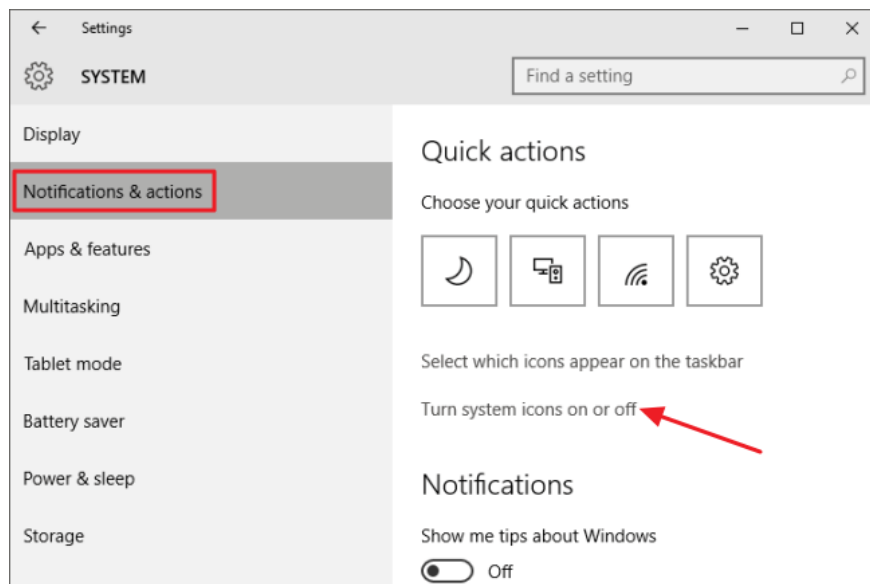 Settings
SYSTEM
Find a setting
Display
Notifications & actions
Apps & features
Multitasking
Tablet mode
Battery saver
Power & sleep
Storage
Quick actions
Choose your quick actions
Select which icons appear on the taskbar
Turn system icons on or off
Notifications
Show me tips about Windows
Off